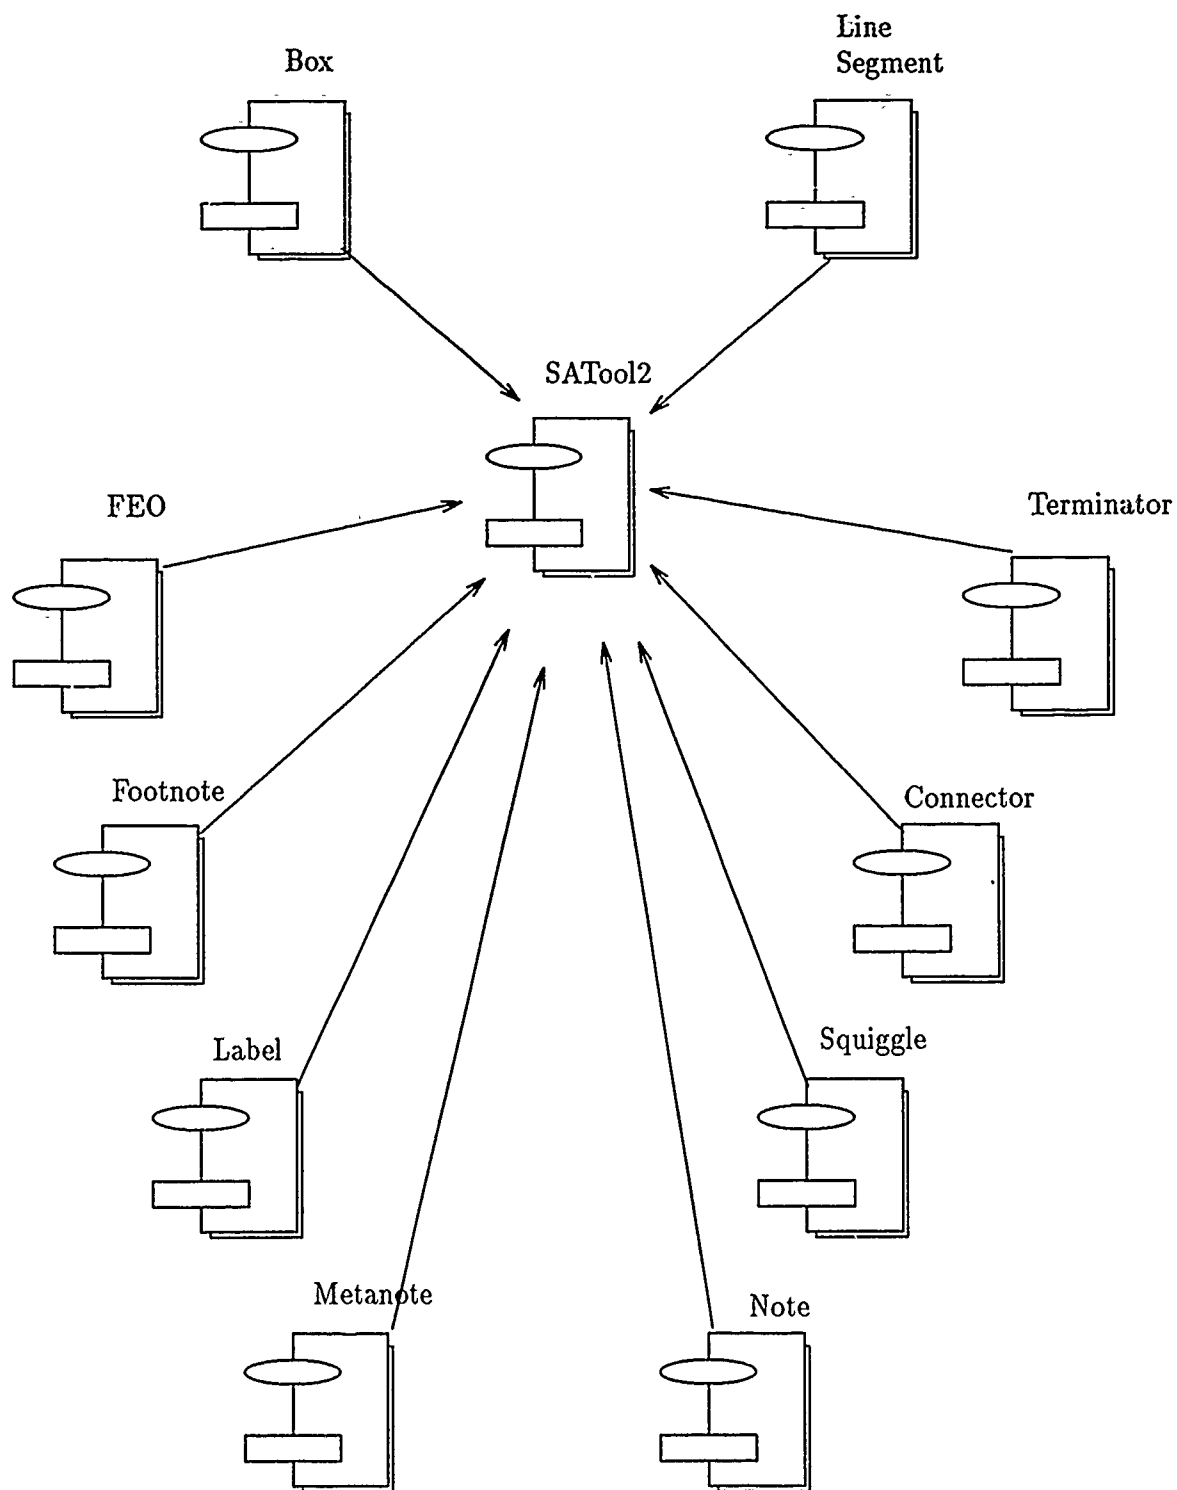 Line
Segment
Box
SATool2
FEO
Terminator
Footnote
Connector
Label
Squiggle
Metanote
Note